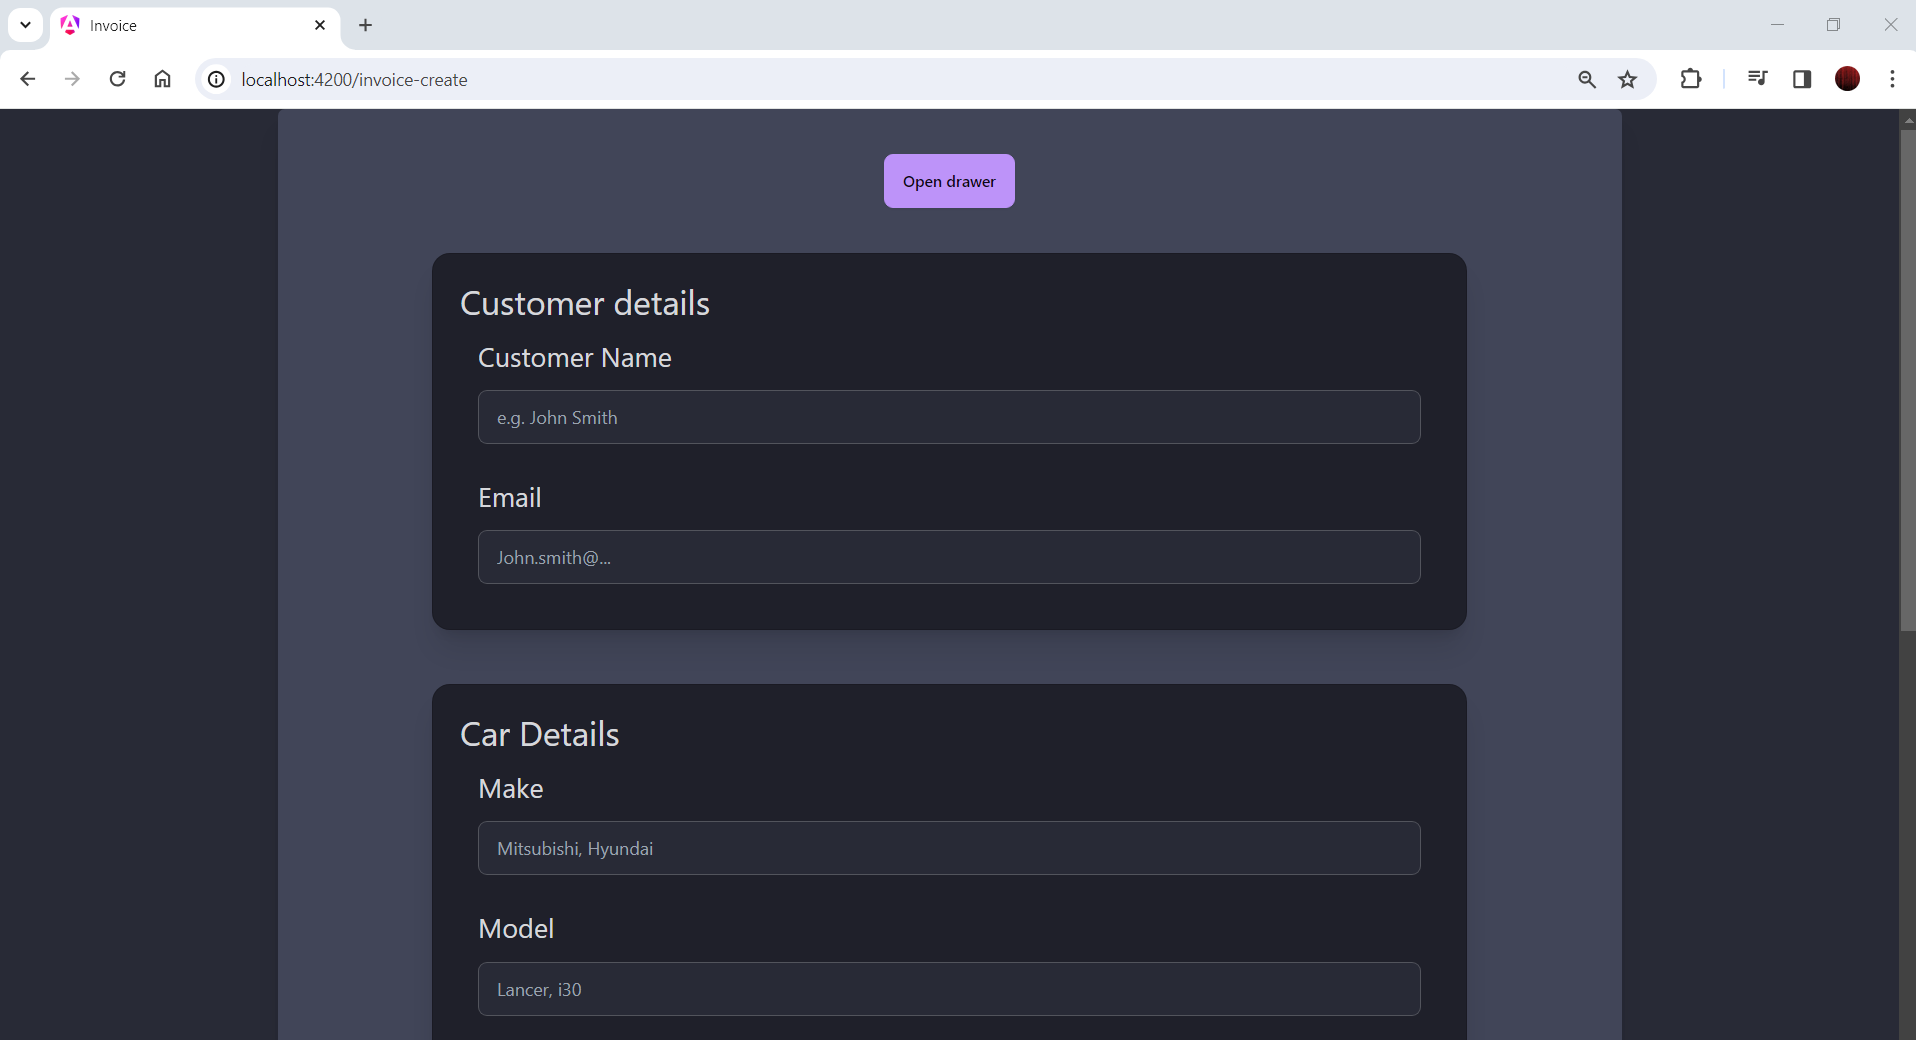 Invoice
localhost:4200/invoice-create
Open drawer
Customer details
Customer Name
e.g. John Smith
Email
John.smith@...
Car Details
Make
Mitsubishi, Hyundai
Model
Lancer, i30